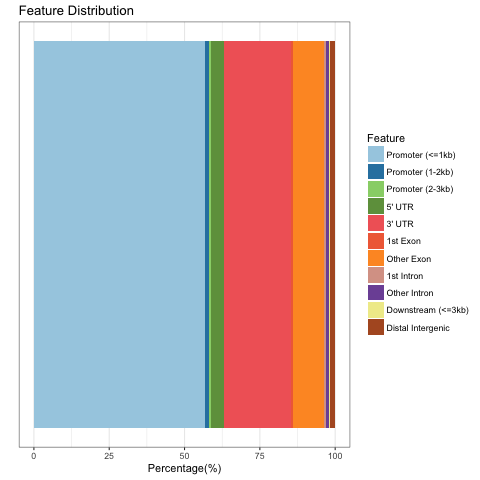 Feature Distribution
Feature
Promoter (<=1kb)
Promoter (1-2kb)
Promoter (2-3kb)
5' UTR
3' UTR
1st Exon
Other Exon
1st Intron
Other Intron
Downstream (<=3kb)
Distal Intergenic
0 25 50 75 100
Percentage(%)